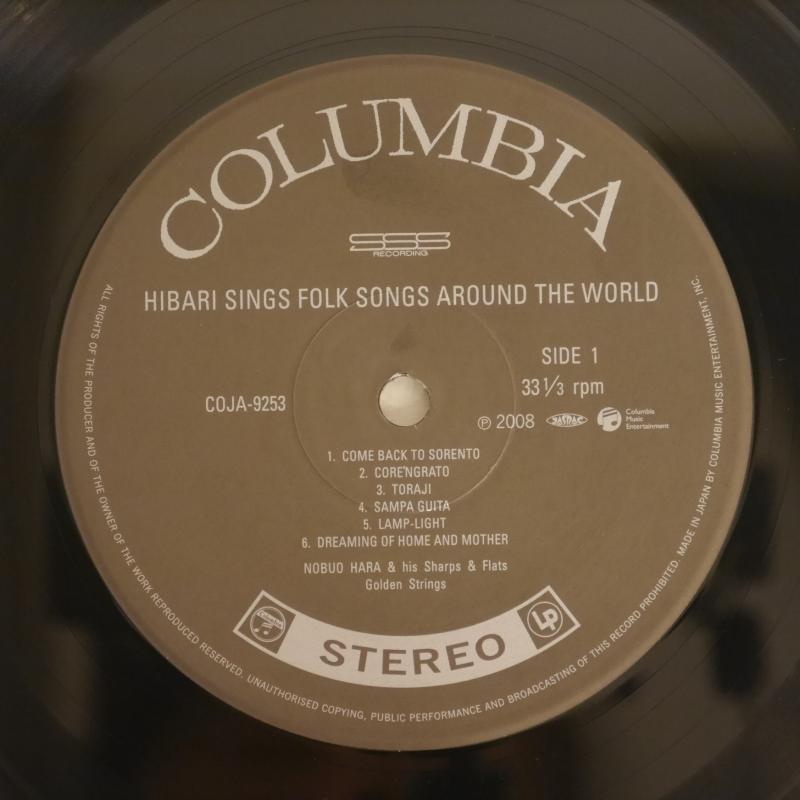 COLUMBIA
SSS
RECORDING
HIBARI SINGS FOLK SONGS AROUND THE WORLD
SIDE 1
33 1/3 rpm
COJA-9253
Ⓟ 2008
JASRAC
Columbia
Music
Entertainment
1. COME BACK TO SORENTO
2. CORE'NGRATO
3. TORAJI
4. SAMPA GUITA
5. LAMP-LIGHT
6. DREAMING OF HOME AND MOTHER
NOBUO HARA & his Sharps & Flats
Golden Strings
COLUMBIA
STEREO
LP
ALL RIGHTS OF THE PRODUCER AND OF THE OWNER OF THE WORK REPRODUCED RESERVED. UNAUTHORISED COPYING, PUBLIC PERFORMANCE AND BROADCASTING OF THIS RECORD PROHIBITED. MADE IN JAPAN BY COLUMBIA MUSIC ENTERTAINMENT, INC.